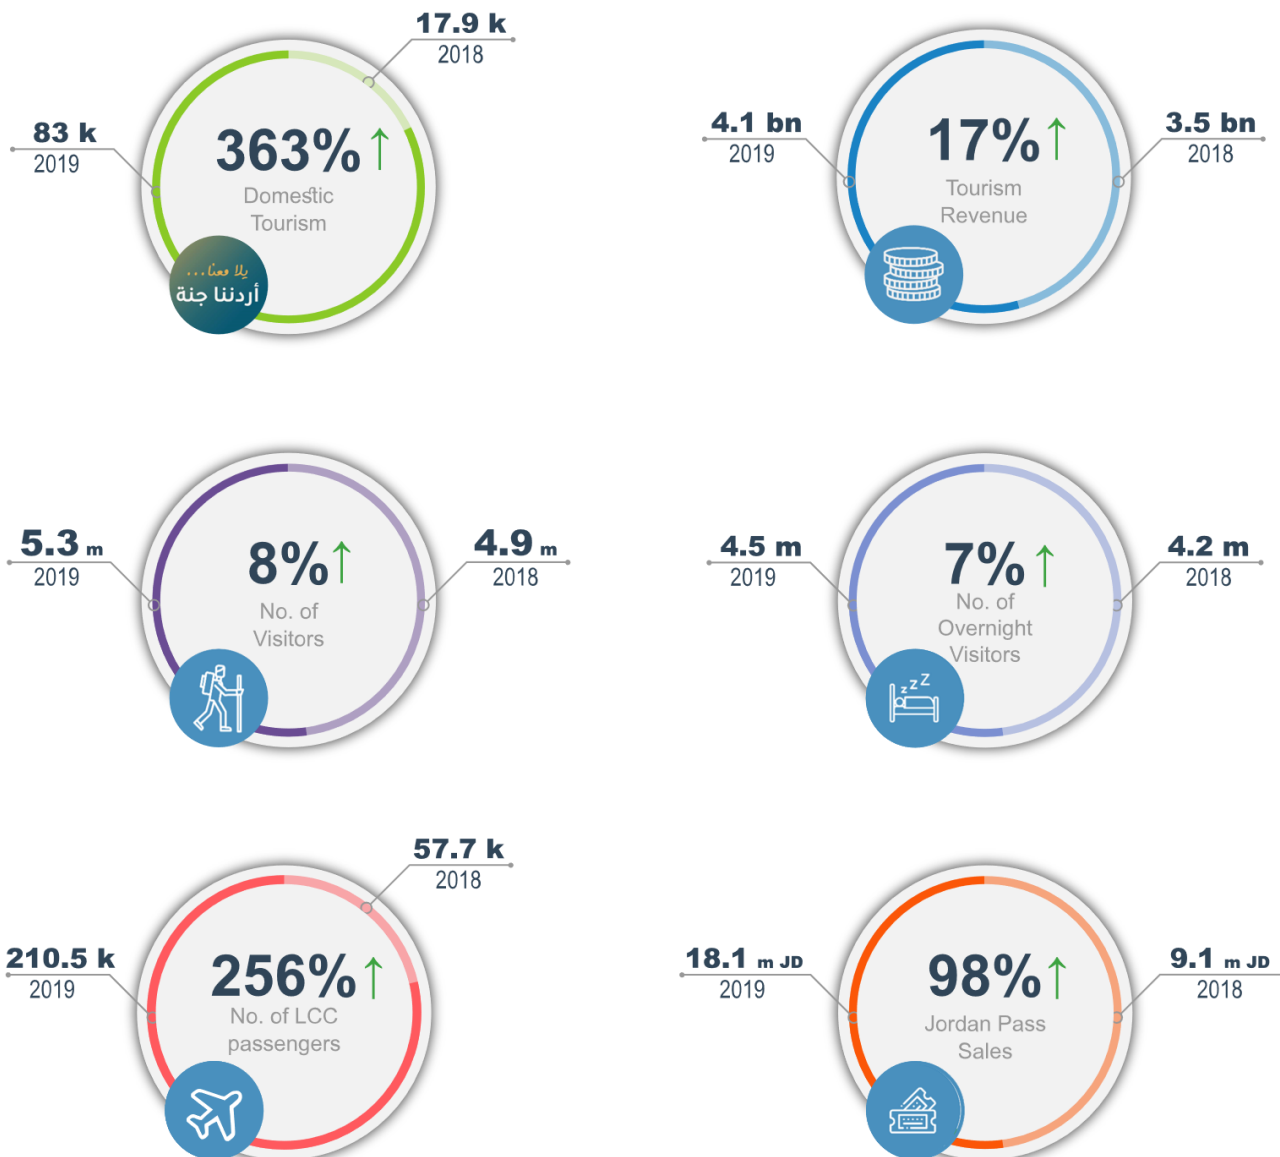 17.9 k
2018
83 k
2019
363%↑
Domestic
Tourism
يلا معنا...
أردننا جنة
4.1 bn
2019
17%↑
Tourism
Revenue
3.5 bn
2018
5.3 m
2019
8%↑
No. of
Visitors
4.9 m
2018
4.5 m
2019
7%↑
No. of
Overnight
Visitors
4.2 m
2018
z z Z
57.7 k
2018
210.5 k
2019
256%↑
No. of LCC
passengers
18.1 m JD
2019
98%↑
Jordan Pass
Sales
9.1 m JD
2018